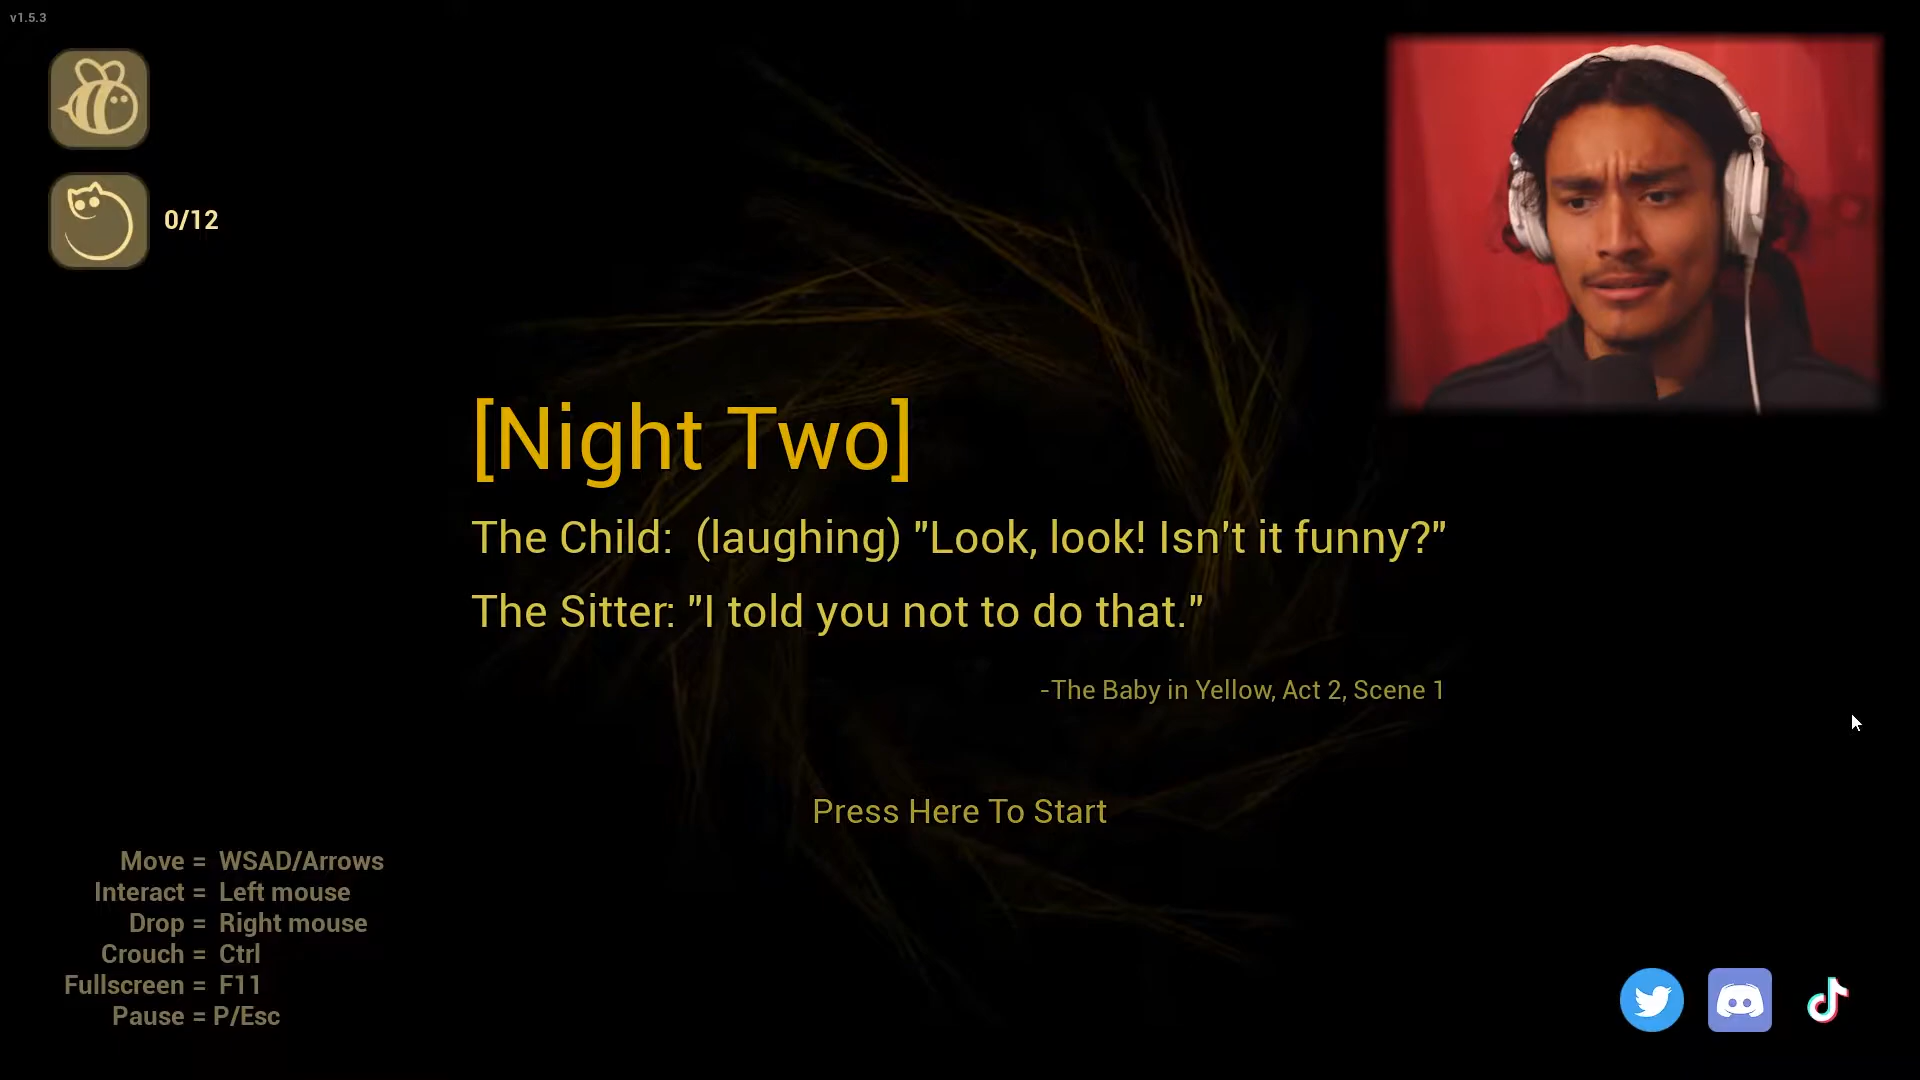 v1.5.3
0/12
[Night Two]
The Child:  (laughing) "Look, look! Isn't it funny?"
The Sitter: "I told you not to do that."
-The Baby in Yellow, Act 2, Scene 1
Press Here To Start
Move = WSAD/Arrows
Interact = Left mouse
Drop = Right mouse
Crouch = Ctrl
Fullscreen = F11
Pause = P/Esc